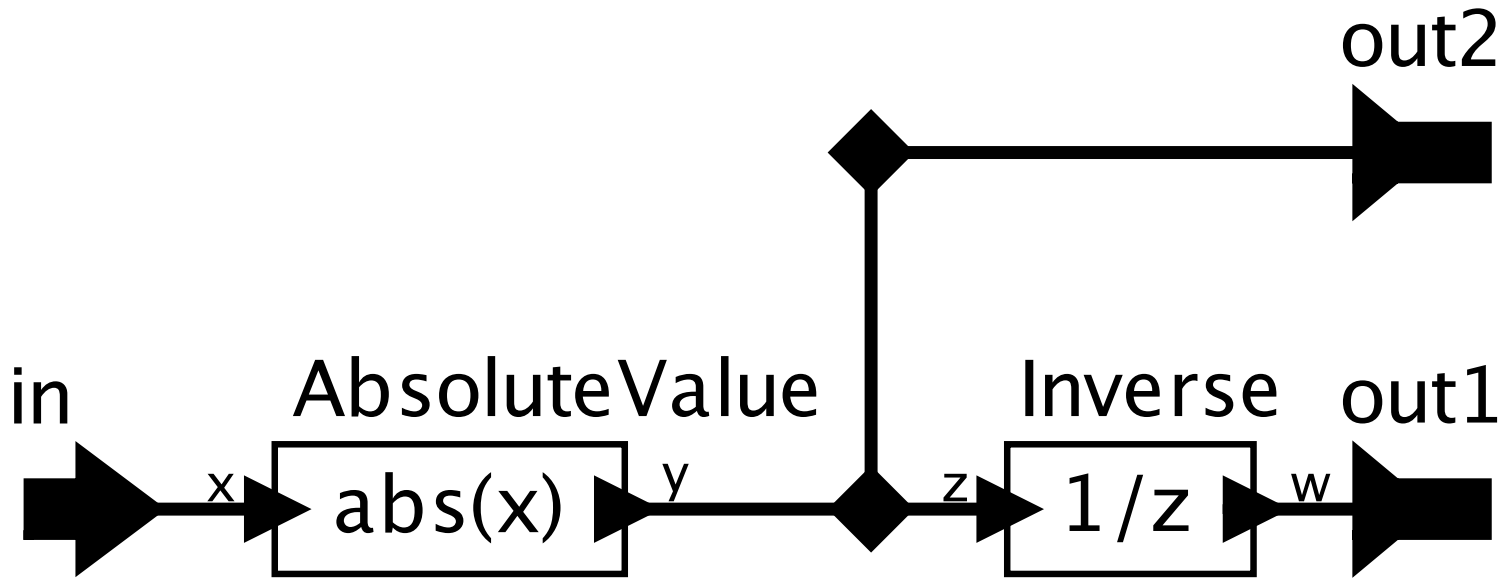 out2
in
AbsoluteValue
Inverse
out1
x
abs(x)
y
z
1/z
w